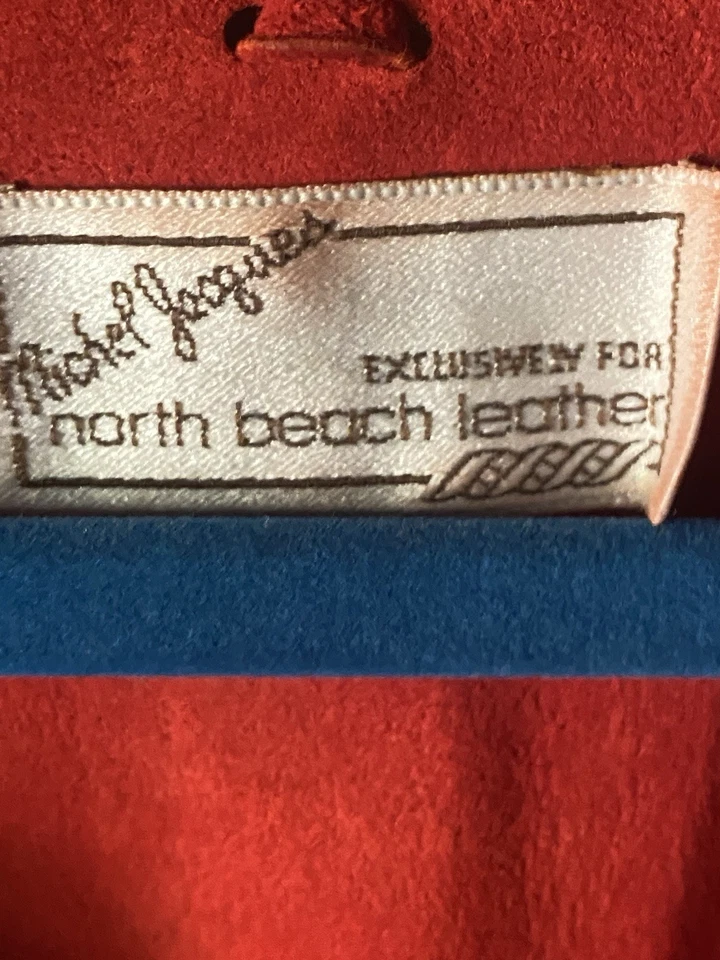 Michel Jacques
EXCLUSIVELY FOR
north beach leather